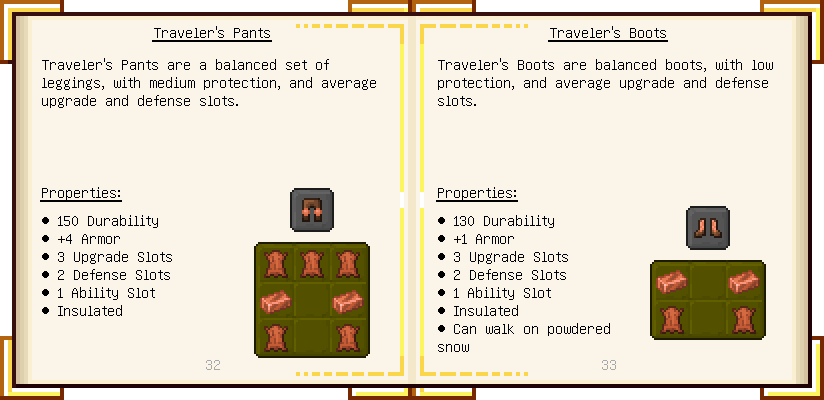 Traveler's Pants
Traveler's Pants are a balanced set of
leggings, with medium protection, and average
upgrade and defense slots.
Properties:
• 150 Durability
• +4 Armor
• 3 Upgrade Slots
• 2 Defense Slots
• 1 Ability Slot
• Insulated
32
Traveler's Boots
Traveler's Boots are balanced boots, with low
protection, and average upgrade and defense
slots.
Properties:
• 130 Durability
• +1 Armor
• 3 Upgrade Slots
• 2 Defense Slots
• 1 Ability Slot
• Insulated
• Can walk on powdered
snow
33